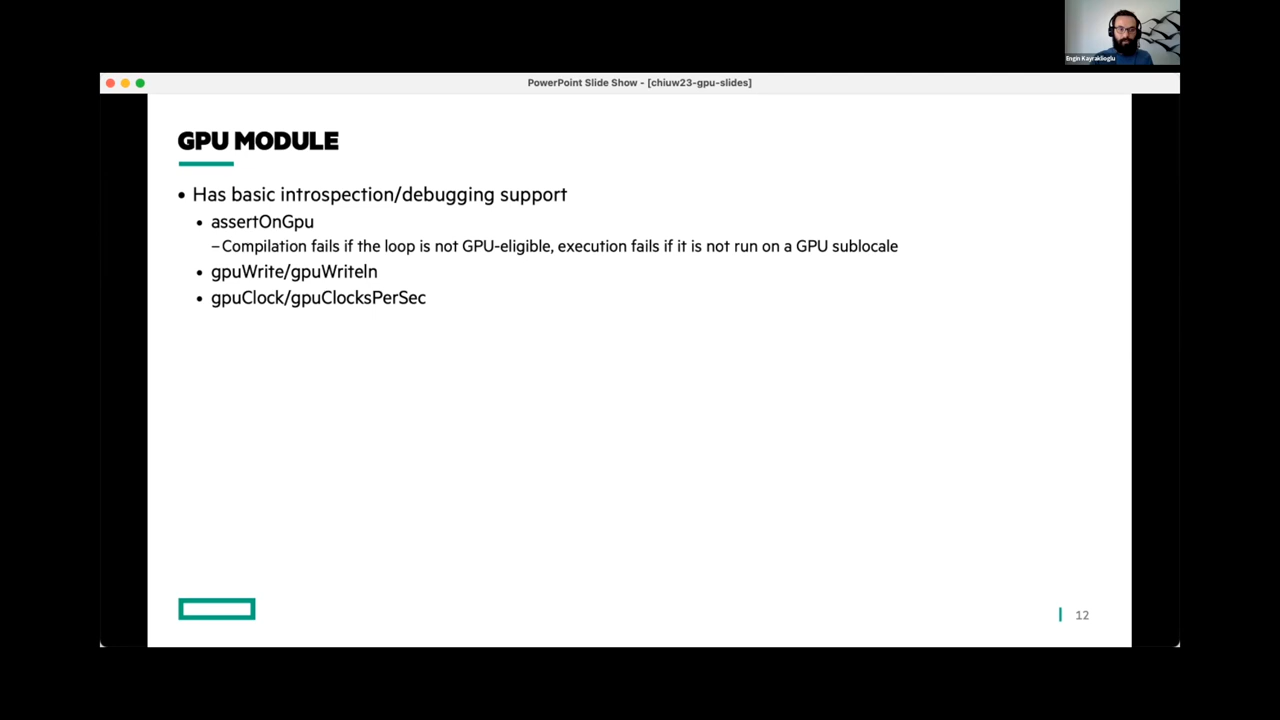 Engin Kayraklioglu
PowerPoint Slide Show - [chiuw23-gpu-slides]
GPU MODULE
• Has basic introspection/debugging support
• assertOnGpu
–Compilation fails if the loop is not GPU-eligible, execution fails if it is not run on a GPU sublocale
• gpuWrite/gpuWriteln
• gpuClock/gpuClocksPerSec
12